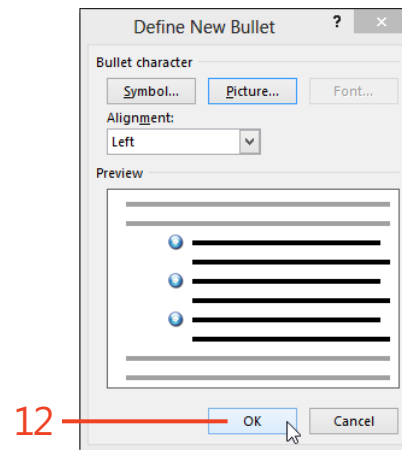 Define New Bullet ? ×
Bullet character
Symbol... Picture... Font...
Alignment:
Left
Preview
12 OK Cancel